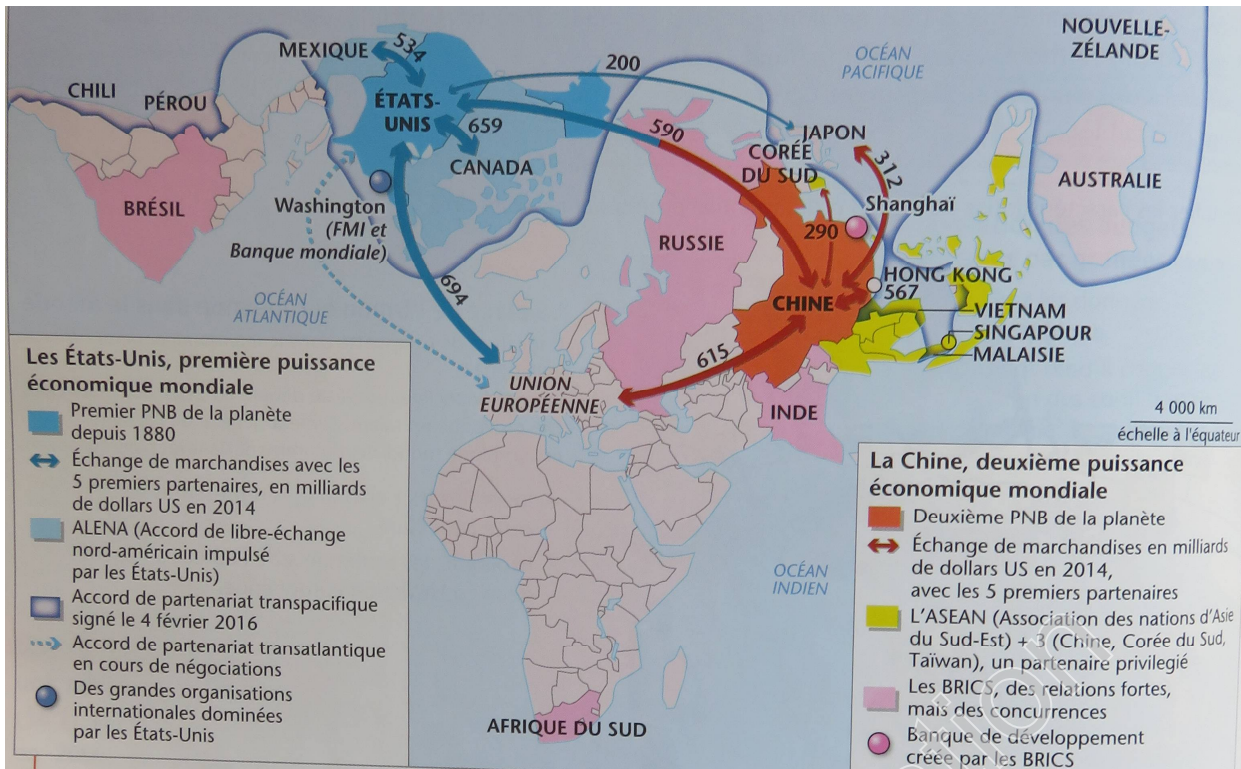 NOUVELLE-
ZÉLANDE
MEXIQUE
534
OCÉAN
PACIFIQUE
200
CHILI
PÉROU
ÉTATS-
UNIS
659
590
JAPON
CORÉE
DU SUD
312
CANADA
BRÉSIL
AUSTRALIE
Washington
(FMI et
Banque mondiale)
Shanghaï
RUSSIE
290
HONG KONG
567
694
CHINE
OCÉAN
ATLANTIQUE
VIETNAM
SINGAPOUR
MALAISIE
615
UNION
EUROPÉENNE
INDE
4 000 km
échelle à l'équateur
OCÉAN
INDIEN
AFRIQUE DU SUD
Les États-Unis, première puissance
économique mondiale
Premier PNB de la planète
depuis 1880
Échange de marchandises avec les
5 premiers partenaires, en milliards
de dollars US en 2014
ALENA (Accord de libre-échange
nord-américain impulsé
par les États-Unis)
Accord de partenariat transpacifique
signé le 4 février 2016
Accord de partenariat transatlantique
en cours de négociations
Des grandes organisations
internationales dominées
par les États-Unis
La Chine, deuxième puissance
économique mondiale
Deuxième PNB de la planète
Échange de marchandises en milliards
de dollars US en 2014,
avec les 5 premiers partenaires
L'ASEAN (Association des nations d'Asie
du Sud-Est) + 3 (Chine, Corée du Sud,
Taïwan), un partenaire privilegié
Les BRICS, des relations fortes,
mais des concurrences
Banque de développement
créée par les BRICS